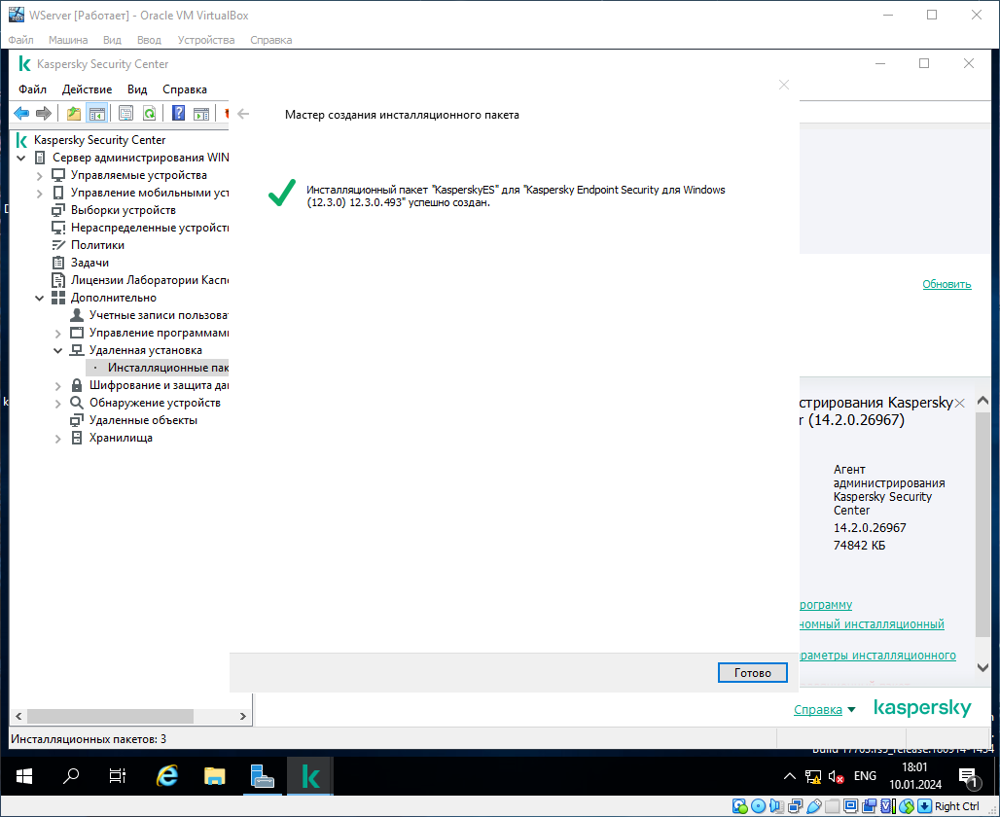 WServer [Работает] - Oracle VM VirtualBox
Файл Машина Вид Ввод Устройства Справка
Kaspersky Security Center
Файл Действие Вид Справка
Мастер создания инсталляционного пакета
Kaspersky Security Center
Сервер администрирования WIN
Управляемые устройства
Управление мобильными уст
Выборки устройств
Нераспределенные устройст
Политики
Задачи
Лицензии Лаборатории Касп
Дополнительно
Учетные записи пользова
Управление программам
Удаленная установка
Инсталляционные пак
Шифрование и защита да
Обнаружение устройств
Удаленные объекты
Хранилища
Инсталляционный пакет "KasperskyES" для "Kaspersky Endpoint Security для Windows
(12.3.0) 12.3.0.493" успешно создан.
Обновить
стрирования Kaspersky
r (14.2.0.26967)
Агент
администрирования
Kaspersky Security
Center
14.2.0.26967
74842 КБ
рограмму
номный инсталляционный
раметры инсталляционного
Готово
Справка
kaspersky
Инсталляционных пакетов: 3
Build 17763.rs5_release.180914-1434
ENG
18:01
10.01.2024
1
Right Ctrl